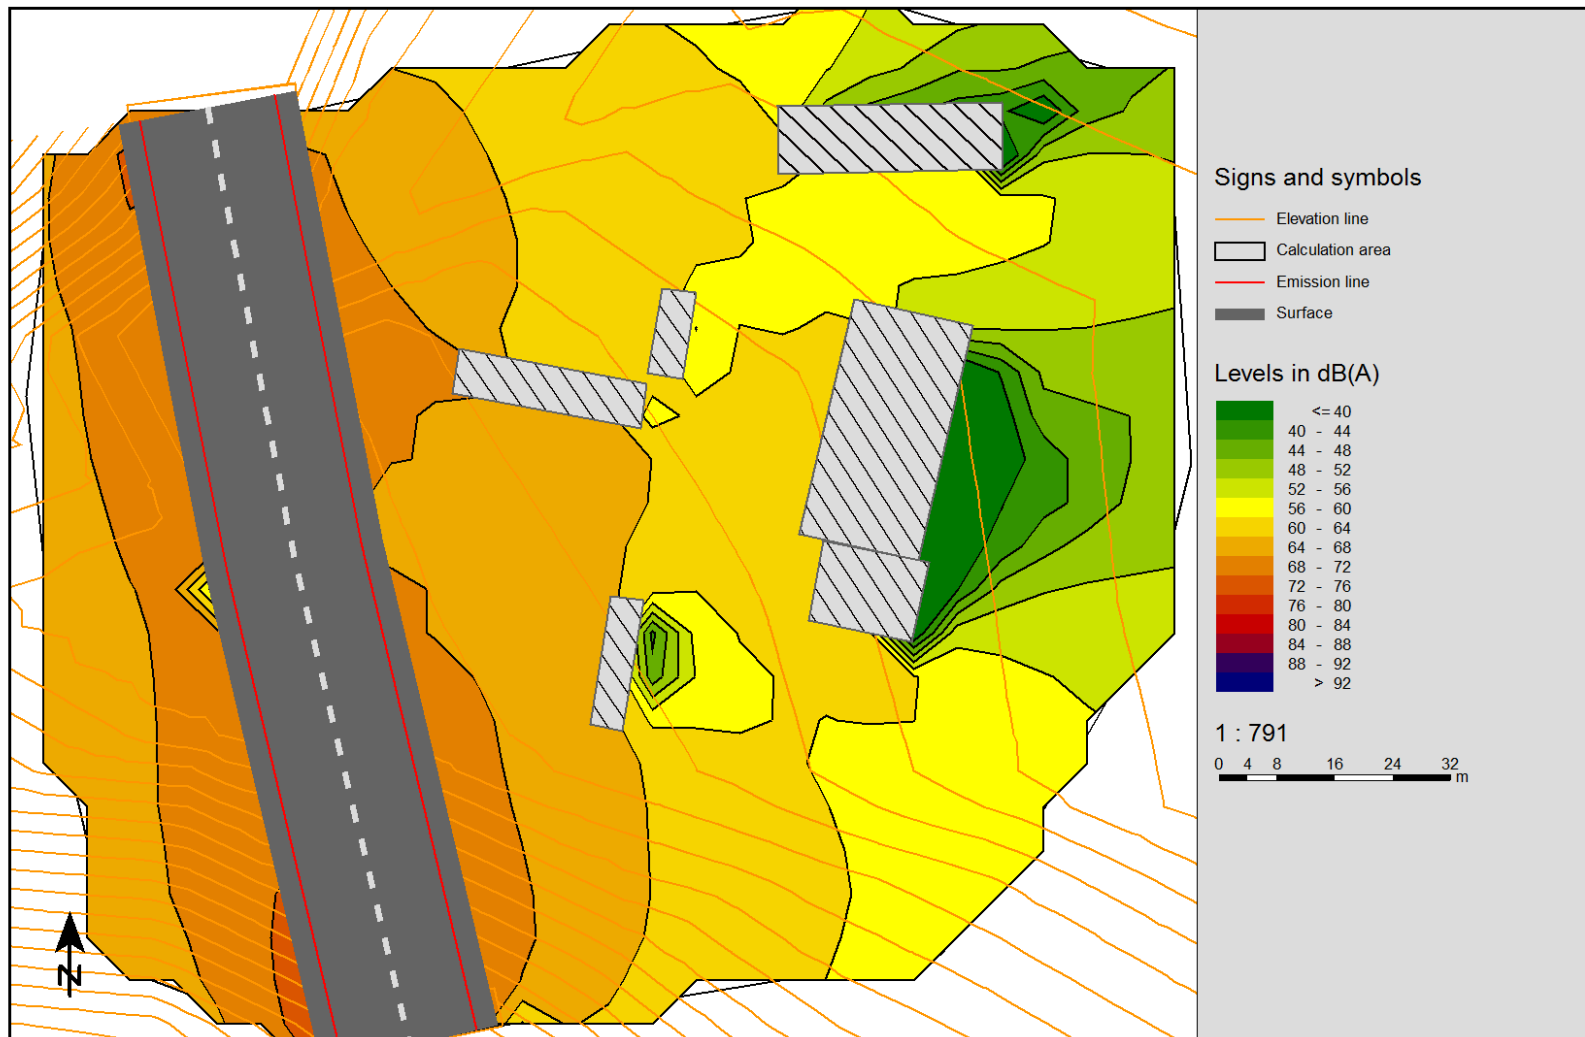 Signs and symbols
Elevation line
Calculation area
Emission line
Surface
Levels in dB(A)
<= 40
40 - 44
44 - 48
48 - 52
52 - 56
56 - 60
60 - 64
64 - 68
68 - 72
72 - 76
76 - 80
80 - 84
84 - 88
88 - 92
> 92
1 : 791
0 4 8 16 24 32
m
N